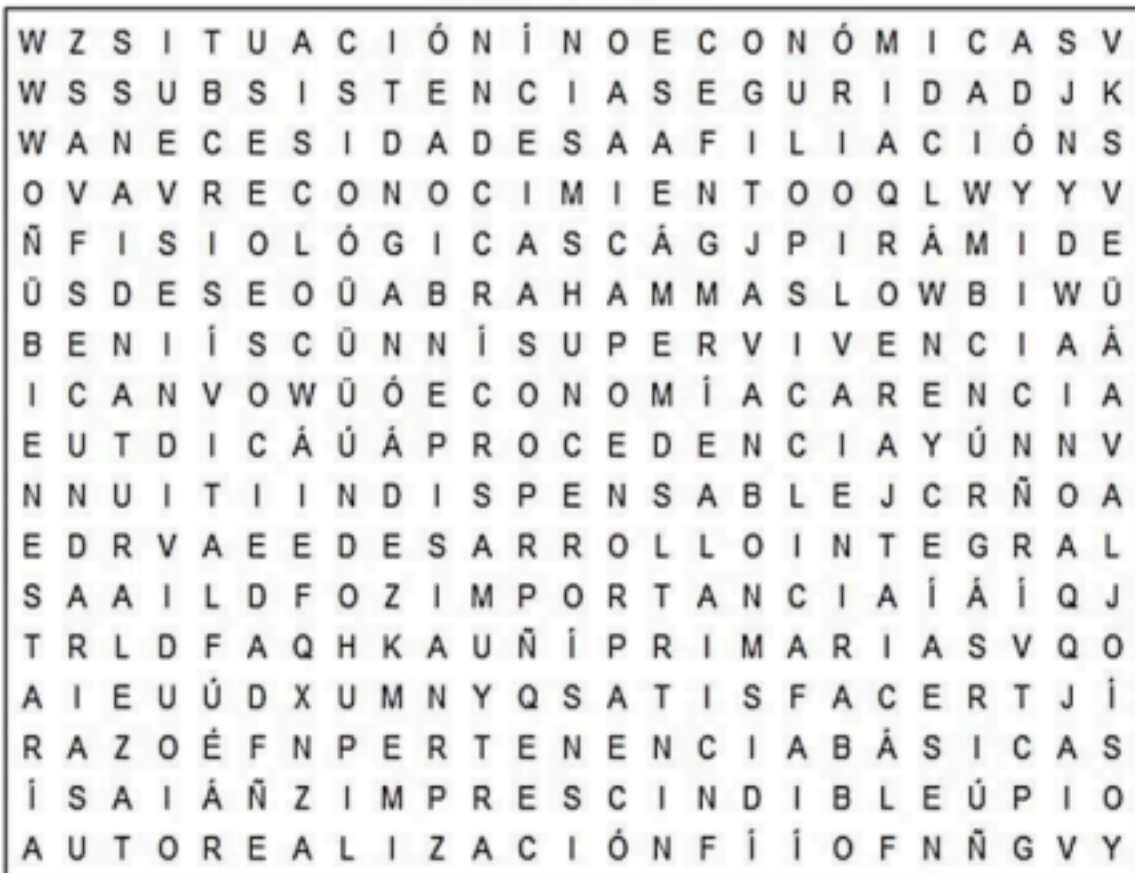 W Z S I T U A C I Ó N Í N O E C O N Ó M I C A S V
W S S U B S I S T E N C I A S E G U R I D A D J K
W A N E C E S I D A D E S A A F I L I A C I Ó N S
O V A V R E C O N O C I M I E N T O O Q L W Y Y V
Ñ F I S I O L Ó G I C A S C Á G J P I R Á M I D E
Ü S D E S E O Ü A B R A H A M M A S L O W B I W Ü
B E N I Í S C Ü N N Í S U P E R V I V E N C I A Á
I C A N V O W Ü Ó E C O N O M Í A C A R E N C I A
E U T D I C Á Ú Á P R O C E D E N C I A Y Ú N N V
N N U I T I I N D I S P E N S A B L E J C R Ñ O A
E D R V A E E D E S A R R O L L O I N T E G R A L
S A A I L D F O Z I M P O R T A N C I A Í Á Í Q J
T R L D F A Q H K A U Ñ Í P R I M A R I A S V Q O
A I E U Ú D X U M N Y Q S A T I S F A C E R T J Í
R A Z O É F N P E R T E N E N C I A B Á S I C A S
Í S A I Á Ñ Z I M P R E S C I N D I B L E Ú P I O
A U T O R E A L I Z A C I Ó N F Í Í O F N Ñ G V Y